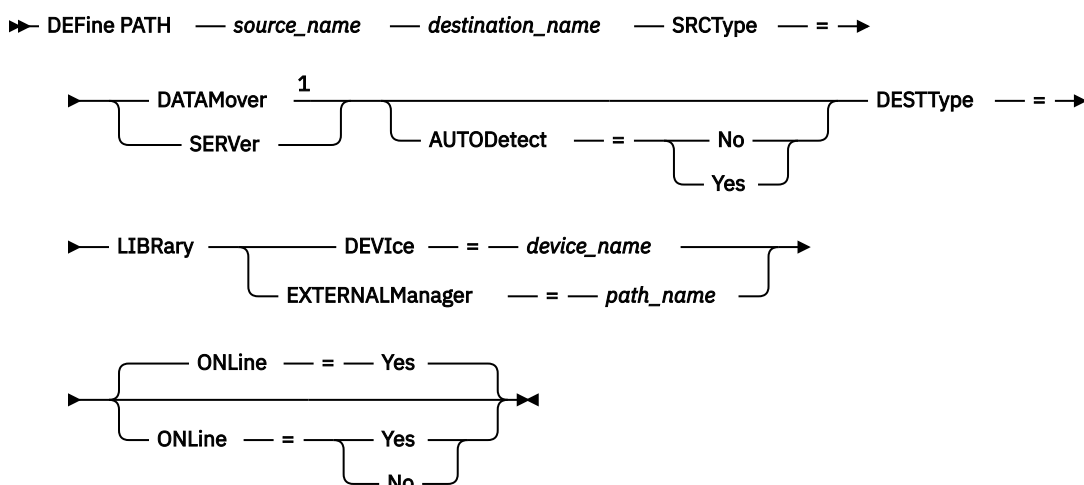 DEFine PATH source_name destination_name SRCType =
DATAMover 1 DESTType =
SERVer AUTODetect = No
Yes
LIBRary DEVIce = device_name
EXTERNALManager = path_name
ONLine = Yes
ONLine = Yes
No